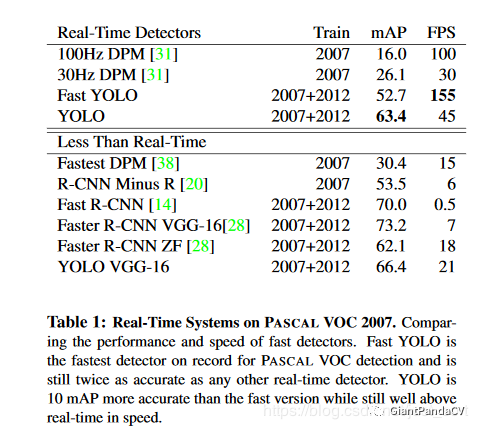 Real-Time Detectors Train mAP FPS
100Hz DPM [31] 2007 16.0 100
30Hz DPM [31] 2007 26.1 30
Fast YOLO 2007+2012 52.7 155
YOLO 2007+2012 63.4 45
Less Than Real-Time
Fastest DPM [38] 2007 30.4 15
R-CNN Minus R [20] 2007 53.5 6
Fast R-CNN [14] 2007+2012 70.0 0.5
Faster R-CNN VGG-16[28] 2007+2012 73.2 7
Faster R-CNN ZF [28] 2007+2012 62.1 18
YOLO VGG-16 2007+2012 66.4 21
Table 1: Real-Time Systems on PASCAL VOC 2007. Compar-
ing the performance and speed of fast detectors. Fast YOLO is
the fastest detector on record for PASCAL VOC detection and is
still twice as accurate as any other real-time detector. YOLO is
10 mAP more accurate than the fast version while still well above
real-time in speed.
GiantPandaCV